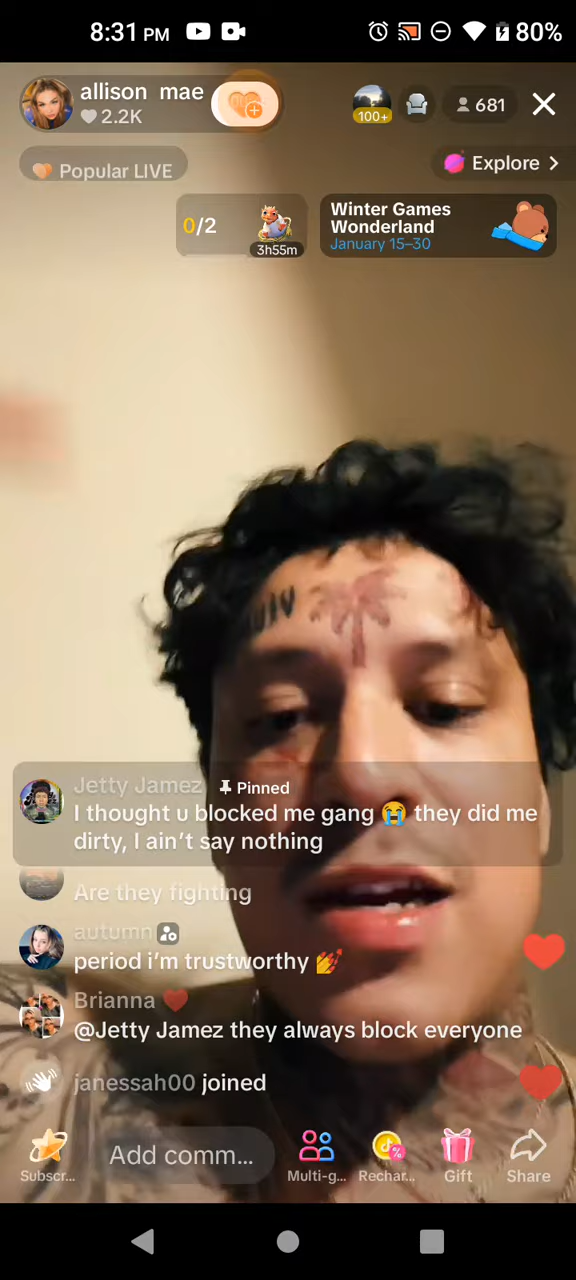 8:31 PM
80%
allison mae
2.2K
100+
681
Popular LIVE
Explore >
0/2
3h55m
Winter Games
Wonderland
January 15–30
Jetty Jamez Pinned
I thought u blocked me gang 😭 they did me
dirty, I ain't say nothing
Are they fighting
autumn
period i'm trustworthy 💅
Brianna ❤️
@Jetty Jamez they always block everyone
janessah00 joined
Add comm...
Subscr...
Multi-g...
Rechar...
Gift
Share